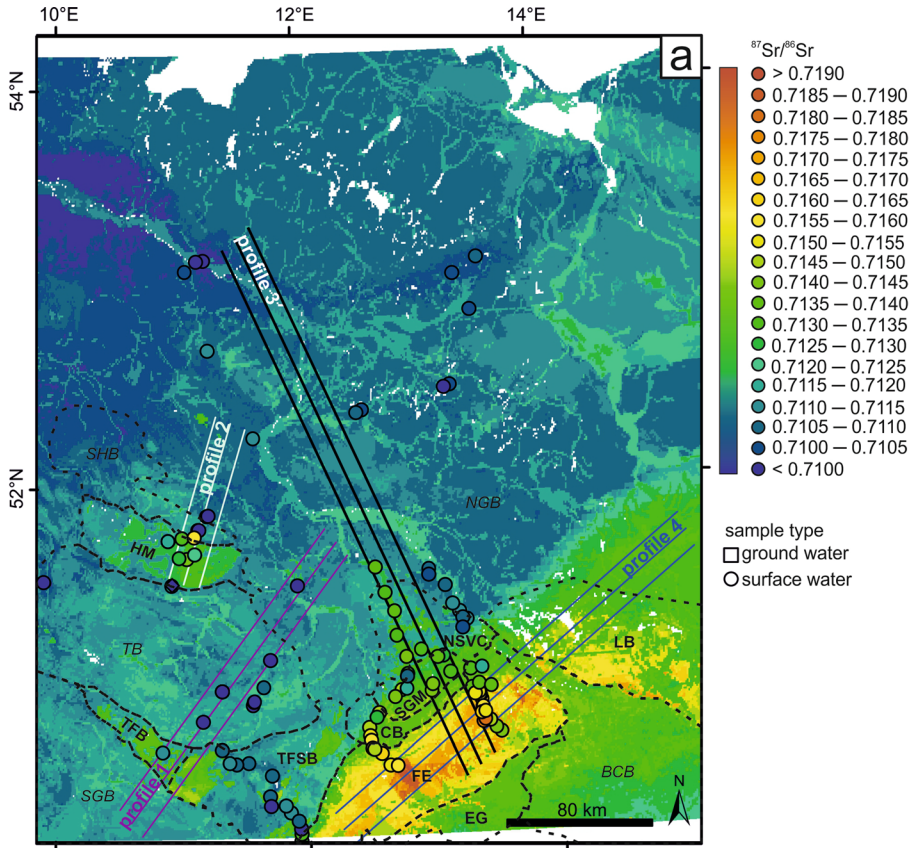 10°E 12°E 14°E
54°N
52°N
a
profile 3
profile 2
profile 4
profile 1
SHB
HM
NGB
TB
NSVC
LB
SGM
CB
TFB
TFSB
SGB
FE
BCB
EG
80 km
N
87Sr/86Sr
> 0.7190
0.7185 — 0.7190
0.7180 — 0.7185
0.7175 — 0.7180
0.7170 — 0.7175
0.7165 — 0.7170
0.7160 — 0.7165
0.7155 — 0.7160
0.7150 — 0.7155
0.7145 — 0.7150
0.7140 — 0.7145
0.7135 — 0.7140
0.7130 — 0.7135
0.7125 — 0.7130
0.7120 — 0.7125
0.7115 — 0.7120
0.7110 — 0.7115
0.7105 — 0.7110
0.7100 — 0.7105
< 0.7100
sample type
ground water
surface water